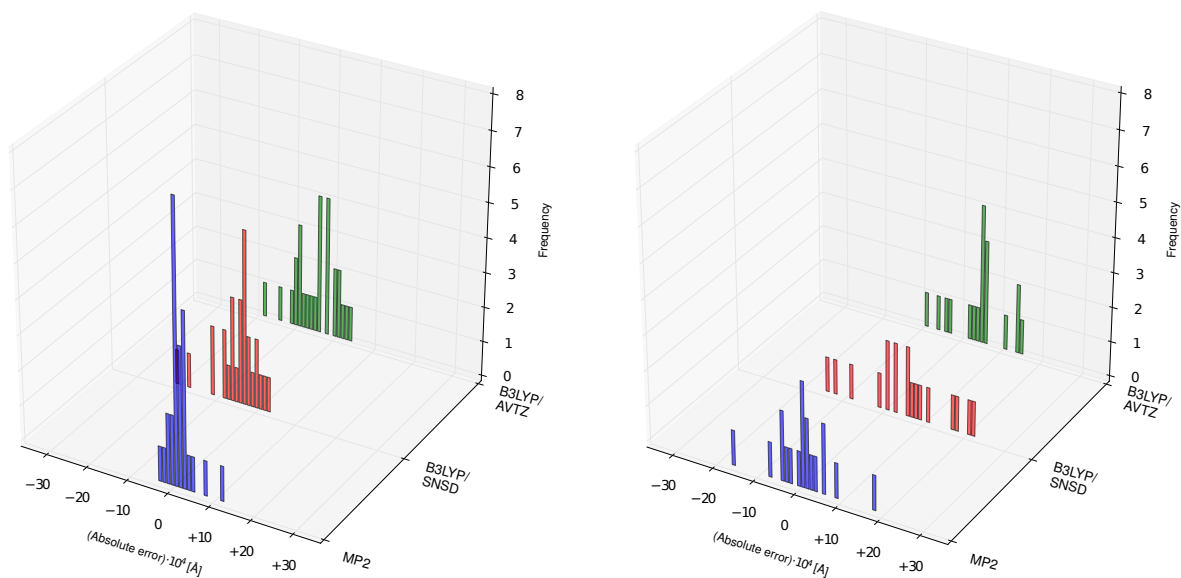 8
7
6
5
4
3
2
1
0
Frequency
B3LYP/
AVTZ
B3LYP/
SNSD
MP2
−30
−20
−10
0
+10
+20
+30
(Absolute error)·10⁴ [Å]
8
7
6
5
4
3
2
1
0
Frequency
B3LYP/
AVTZ
B3LYP/
SNSD
MP2
−30
−20
−10
0
+10
+20
+30
(Absolute error)·10⁴ [Å]